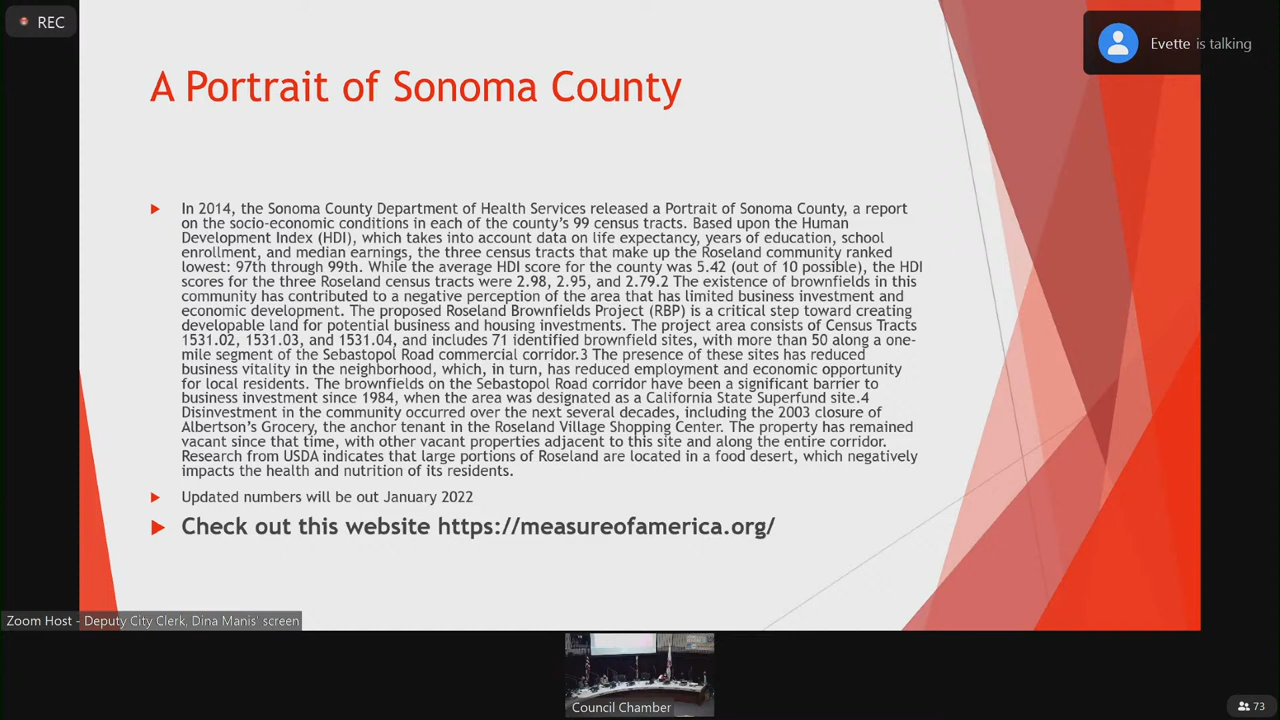 REC
Evette is talking
A Portrait of Sonoma County
In 2014, the Sonoma County Department of Health Services released a Portrait of Sonoma County, a report
on the socio-economic conditions in each of the county's 99 census tracts. Based upon the Human
Development Index (HDI), which takes into account data on life expectancy, years of education, school
enrollment, and median earnings, the three census tracts that make up the Roseland community ranked
lowest: 97th through 99th. While the average HDI score for the county was 5.42 (out of 10 possible), the HDI
scores for the three Roseland census tracts were 2.98, 2.95, and 2.79.2 The existence of brownfields in this
community has contributed to a negative perception of the area that has limited business investment and
economic development. The proposed Roseland Brownfields Project (RBP) is a critical step toward creating
developable land for potential business and housing investments. The project area consists of Census Tracts
1531.02, 1531.03, and 1531.04, and includes 71 identified brownfield sites, with more than 50 along a one-
mile segment of the Sebastopol Road commercial corridor.3 The presence of these sites has reduced
business vitality in the neighborhood, which, in turn, has reduced employment and economic opportunity
for local residents. The brownfields on the Sebastopol Road corridor have been a significant barrier to
business investment since 1984, when the area was designated as a California State Superfund site.4
Disinvestment in the community occurred over the next several decades, including the 2003 closure of
Albertson's Grocery, the anchor tenant in the Roseland Village Shopping Center. The property has remained
vacant since that time, with other vacant properties adjacent to this site and along the entire corridor.
Research from USDA indicates that large portions of Roseland are located in a food desert, which negatively
impacts the health and nutrition of its residents.
Updated numbers will be out January 2022
Check out this website https://measureofamerica.org/
Zoom Host - Deputy City Clerk, Dina Manis' screen
Council Chamber
73